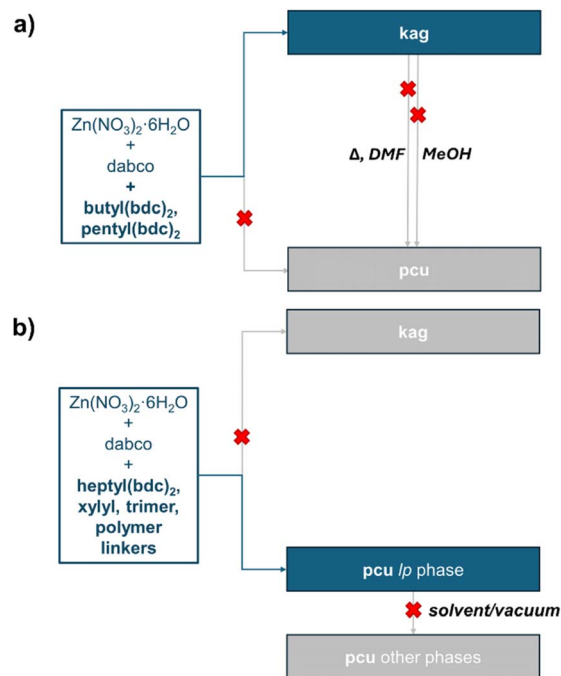 a)
kag
Zn(NO₃)₂·6H₂O
+
dabco
+
butyl(bdc)₂,
pentyl(bdc)₂
Δ, DMF
MeOH
pcu
b)
kag
Zn(NO₃)₂·6H₂O
+
dabco
+
heptyl(bdc)₂,
xylyl, trimer,
polymer
linkers
pcu lp phase
solvent/vacuum
pcu other phases